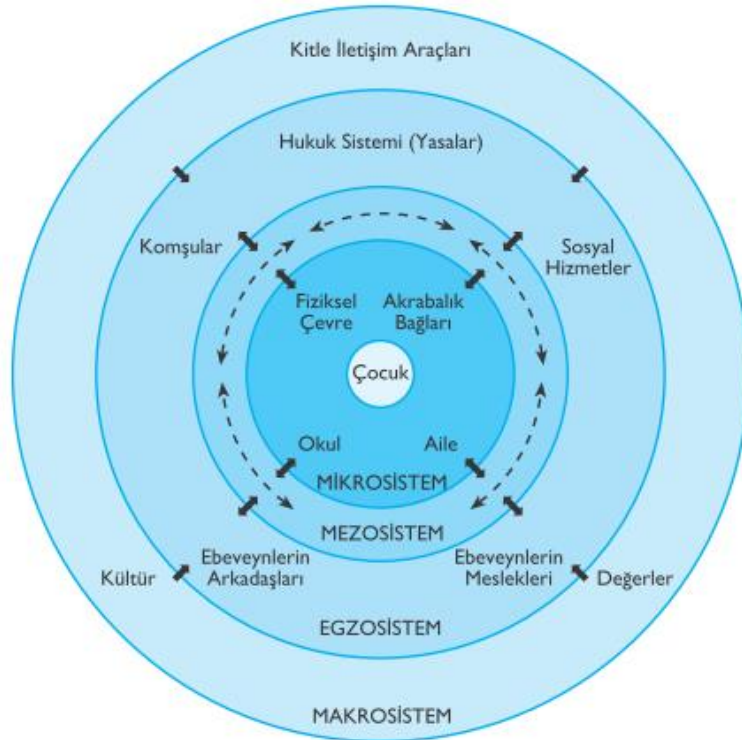 Kitle İletişim Araçları
Hukuk Sistemi (Yasalar)
Komşular
Sosyal
Hizmetler
Fiziksel
Çevre
Akrabalık
Bağları
Çocuk
Okul
Aile
MİKROSİSTEM
MEZOSİSTEM
Ebeveynlerin
Arkadaşları
Ebeveynlerin
Meslekleri
Kültür
Değerler
EGZOSİSTEM
MAKROSİSTEM